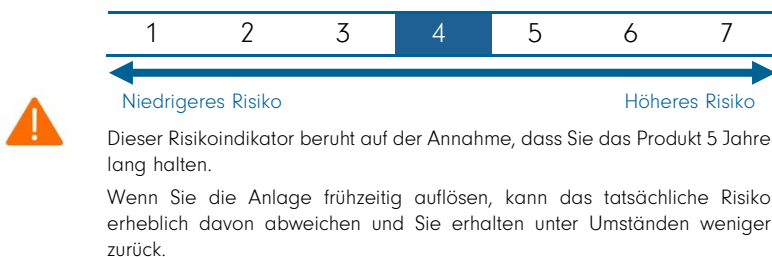 1 2 3 4 5 6 7
Niedrigeres Risiko Höheres Risiko
Dieser Risikoindikator beruht auf der Annahme, dass Sie das Produkt 5 Jahre
lang halten.
Wenn Sie die Anlage frühzeitig auflösen, kann das tatsächliche Risiko
erheblich davon abweichen und Sie erhalten unter Umständen weniger
zurück.